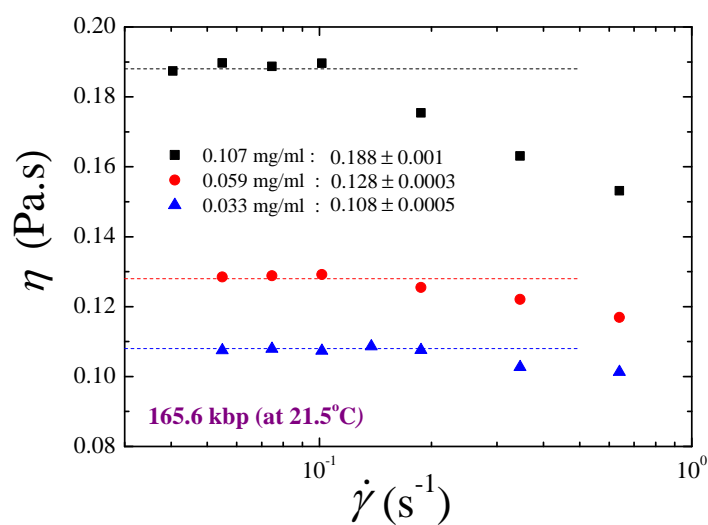 0.20
0.18
0.16
0.14
0.12
0.10
0.08
η (Pa.s)
0.107 mg/ml : 0.188 ± 0.001
0.059 mg/ml : 0.128 ± 0.0003
0.033 mg/ml : 0.108 ± 0.0005
165.6 kbp (at 21.5°C)
10⁻¹ 10⁰
γ̇ (s⁻¹)